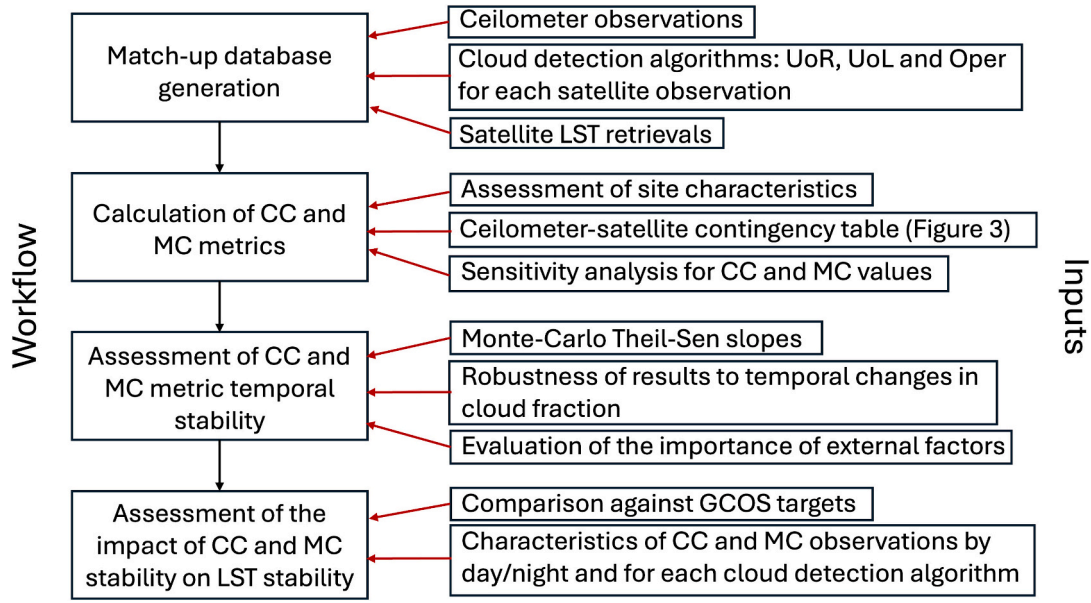 Workflow
Match-up database
generation
Ceilometer observations
Cloud detection algorithms: UoR, UoL and Oper
for each satellite observation
Satellite LST retrievals
Calculation of CC and
MC metrics
Assessment of site characteristics
Ceilometer-satellite contingency table (Figure 3)
Sensitivity analysis for CC and MC values
Assessment of CC and
MC metric temporal
stability
Monte-Carlo Theil-Sen slopes
Robustness of results to temporal changes in
cloud fraction
Evaluation of the importance of external factors
Assessment of the
impact of CC and MC
stability on LST stability
Comparison against GCOS targets
Characteristics of CC and MC observations by
day/night and for each cloud detection algorithm
Inputs